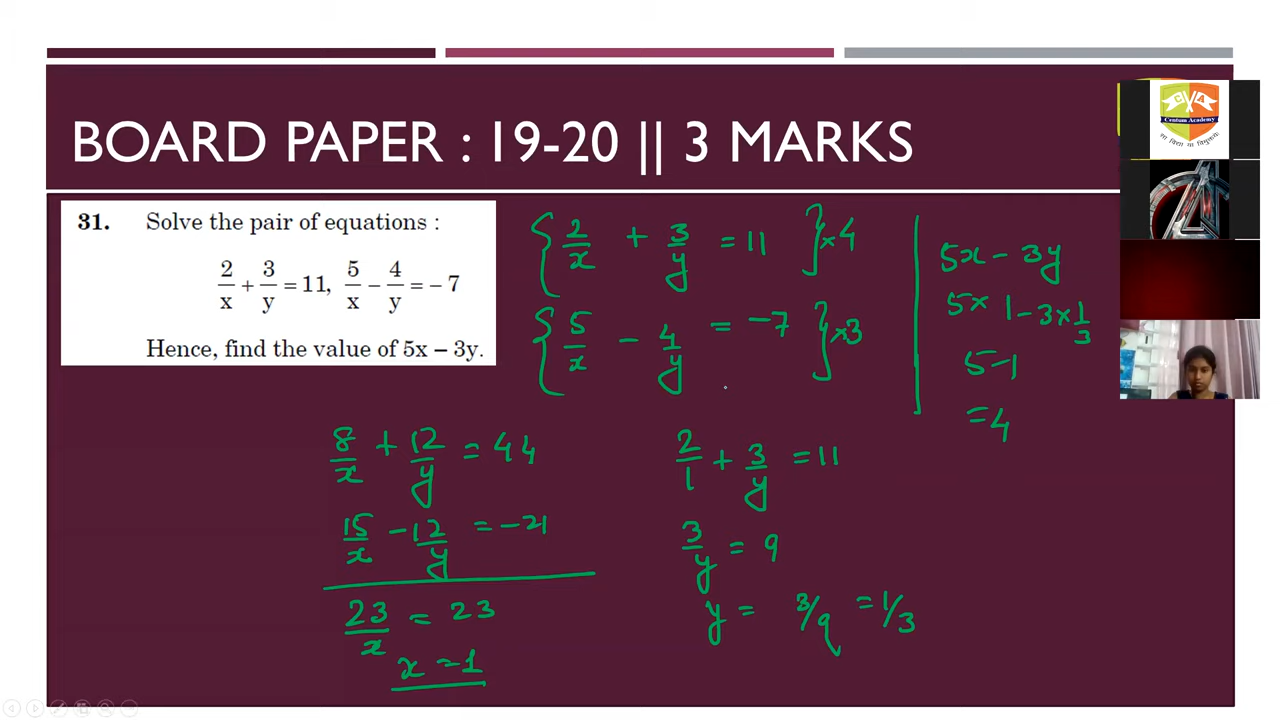 BOARD PAPER : 19-20 || 3 MARKS
31. Solve the pair of equations :
2/x + 3/y = 11, 5/x − 4/y = − 7
Hence, find the value of 5x − 3y.
{ 2/x + 3/y = 11 } × 4
{ 5/x − 4/y = −7 } × 3
8/x + 12/y = 44
15/x − 12/y = −21
23/x = 23
x = 1
2/1 + 3/y = 11
3/y = 9
y = 3/9 = 1/3
5x − 3y
5 × 1 − 3 × 1/3
5 − 1
= 4
C A
Centum Academy